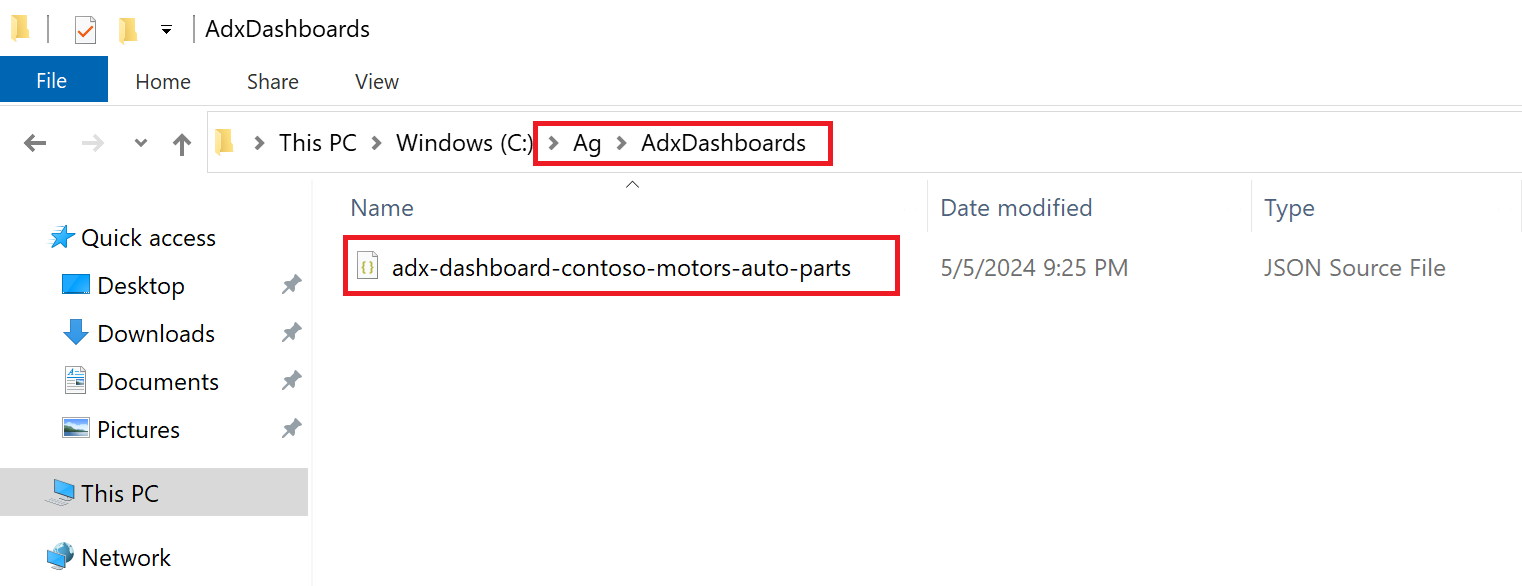 AdxDashboards
File Home Share View
This PC > Windows (C:) > Ag > AdxDashboards
Name Date modified Type
Quick access
adx-dashboard-contoso-motors-auto-parts 5/5/2024 9:25 PM JSON Source File
Desktop
Downloads
Documents
Pictures
This PC
Network